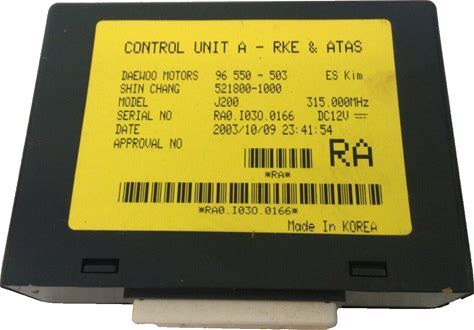 CONTROL UNIT A - RKE & ATAS
DAEWOO MOTORS 96 550 - 503 ES Kim
SHIN CHANG 521800-1000
MODEL J200 315.000MHz
SERIAL NO RA0.I030.0166 DC12V
DATE 2003/10/09 23:41:54
APPROVAL NO
RA
*RA*
*RA0.I030.0166*
Made In KOREA